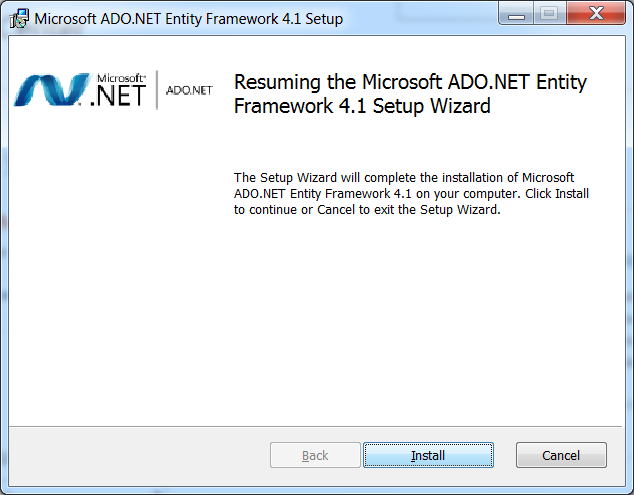 Microsoft ADO.NET Entity Framework 4.1 Setup
Microsoft®
.NET
ADO.NET
Resuming the Microsoft ADO.NET Entity
Framework 4.1 Setup Wizard
The Setup Wizard will complete the installation of Microsoft
ADO.NET Entity Framework 4.1 on your computer. Click Install
to continue or Cancel to exit the Setup Wizard.
Back
Install
Cancel